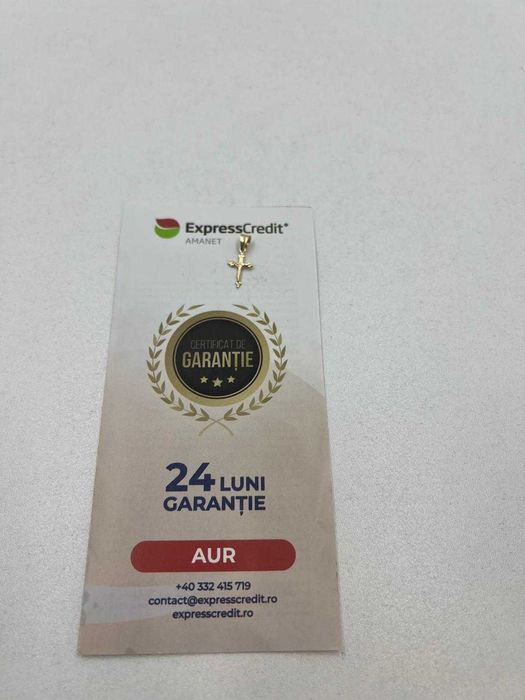 ExpressCredit®
AMANET
CERTIFICAT DE
GARANȚIE
24 LUNI
GARANȚIE
AUR
+40 332 415 719
contact@expresscredit.ro
expresscredit.ro